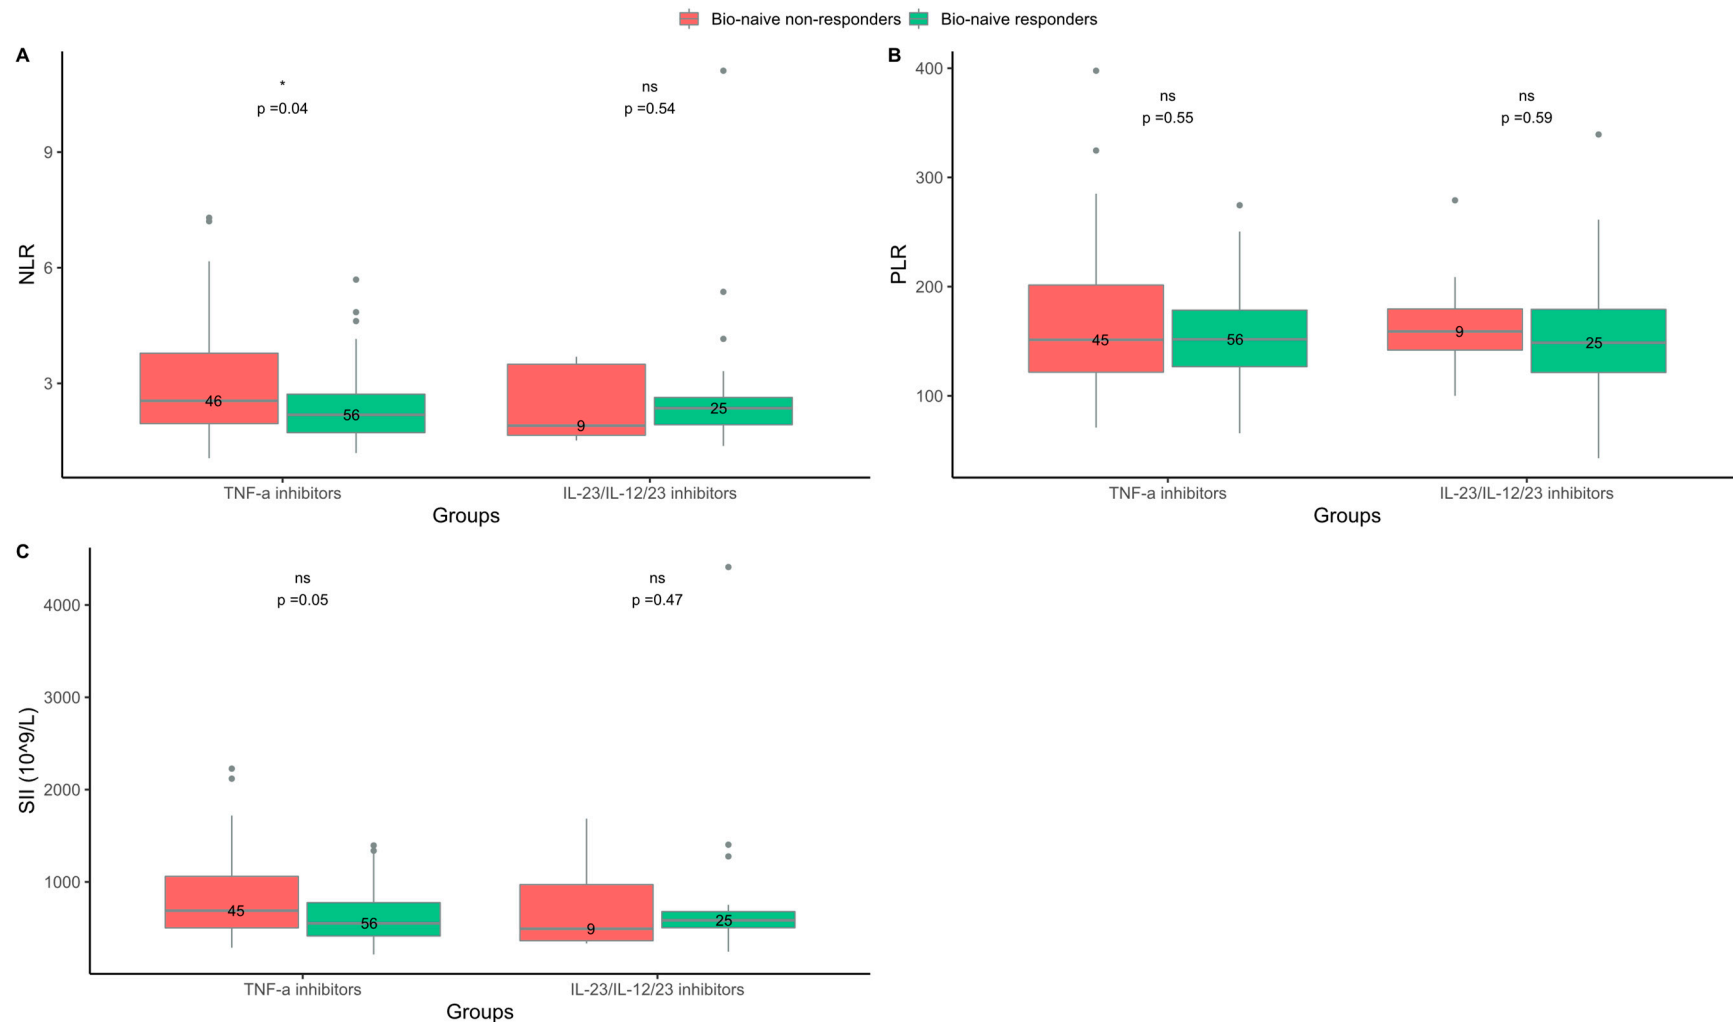 Bio-naive non-responders Bio-naive responders
A
*
p =0.04
ns
p =0.54
9
6
3
NLR
46
56
9
25
TNF-a inhibitors
IL-23/IL-12/23 inhibitors
Groups
B
ns
p =0.55
ns
p =0.59
400
300
200
100
PLR
45
56
9
25
TNF-a inhibitors
IL-23/IL-12/23 inhibitors
Groups
C
ns
p =0.05
ns
p =0.47
4000
3000
2000
1000
SII (10^9/L)
45
56
9
25
TNF-a inhibitors
IL-23/IL-12/23 inhibitors
Groups